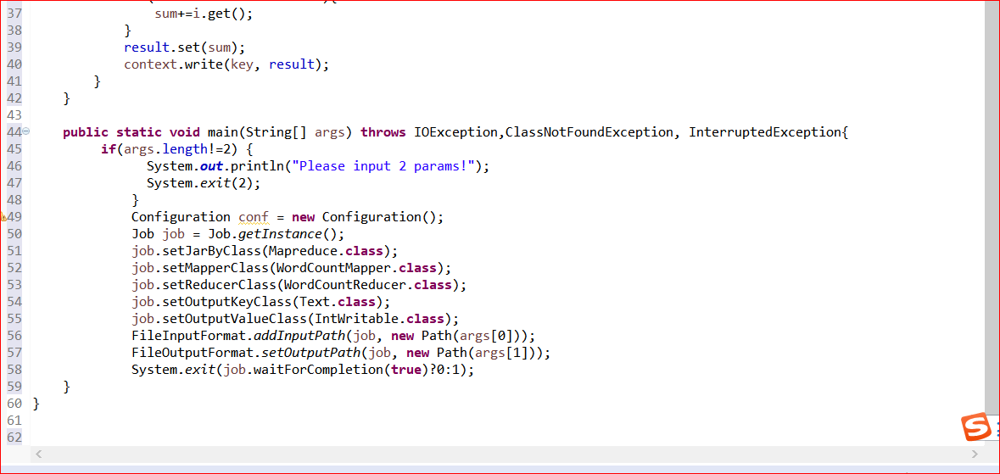 37 sum+=i.get();
38 }
39 result.set(sum);
40 context.write(key, result);
41 }
42 }
43
44 public static void main(String[] args) throws IOException,ClassNotFoundException, InterruptedException{
45 if(args.length!=2) {
46 System.out.println("Please input 2 params!");
47 System.exit(2);
48 }
49 Configuration conf = new Configuration();
50 Job job = Job.getInstance();
51 job.setJarByClass(Mapreduce.class);
52 job.setMapperClass(WordCountMapper.class);
53 job.setReducerClass(WordCountReducer.class);
54 job.setOutputKeyClass(Text.class);
55 job.setOutputValueClass(IntWritable.class);
56 FileInputFormat.addInputPath(job, new Path(args[0]));
57 FileOutputFormat.setOutputPath(job, new Path(args[1]));
58 System.exit(job.waitForCompletion(true)?0:1);
59 }
60 }
61
62